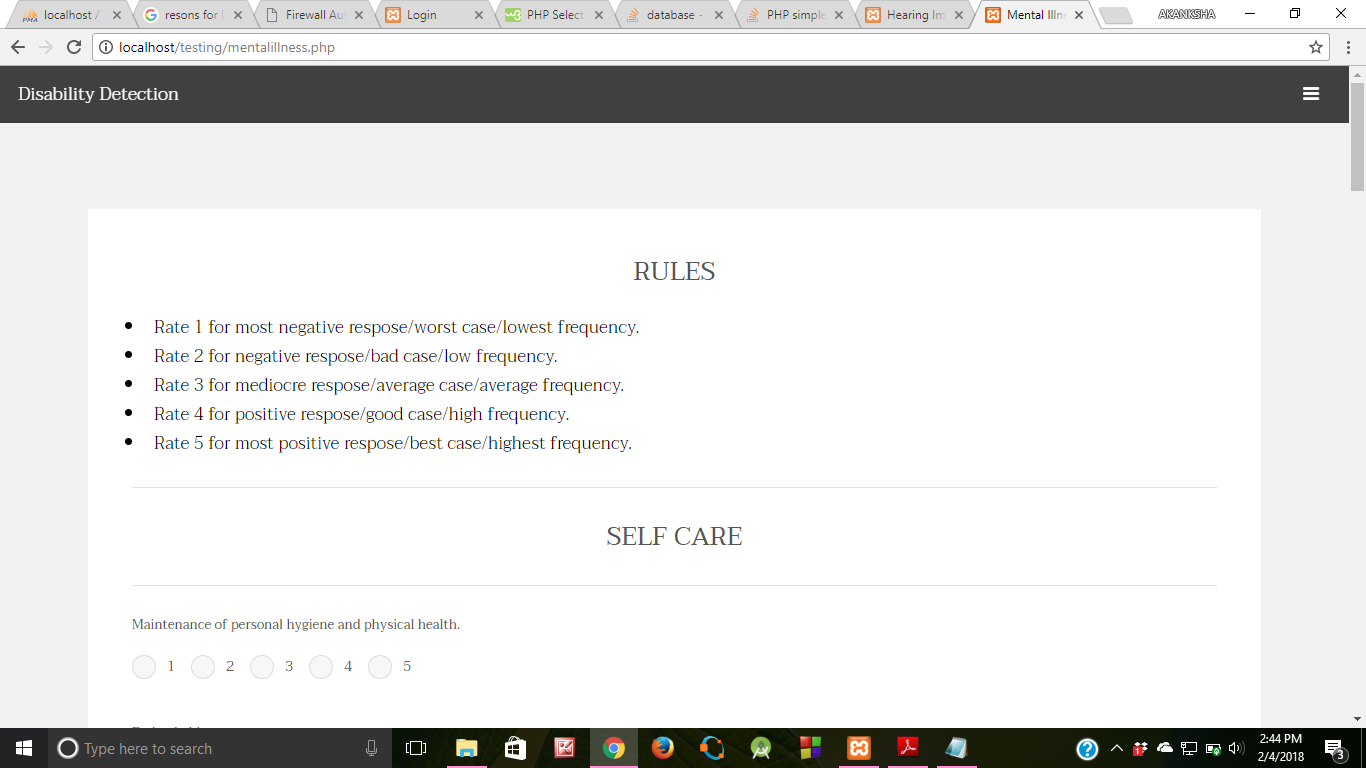 localhost /
resons for
Firewall Au
Login
PHP Select
database -
PHP simple
Hearing Im
Mental Illn
AKANKSHA
localhost/testing/mentalillness.php
Disability Detection
RULES
Rate 1 for most negative respose/worst case/lowest frequency.
Rate 2 for negative respose/bad case/low frequency.
Rate 3 for mediocre respose/average case/average frequency.
Rate 4 for positive respose/good case/high frequency.
Rate 5 for most positive respose/best case/highest frequency.
SELF CARE
Maintenance of personal hygiene and physical health.
1 2 3 4 5
Type here to search
2:44 PM
2/4/2018
3